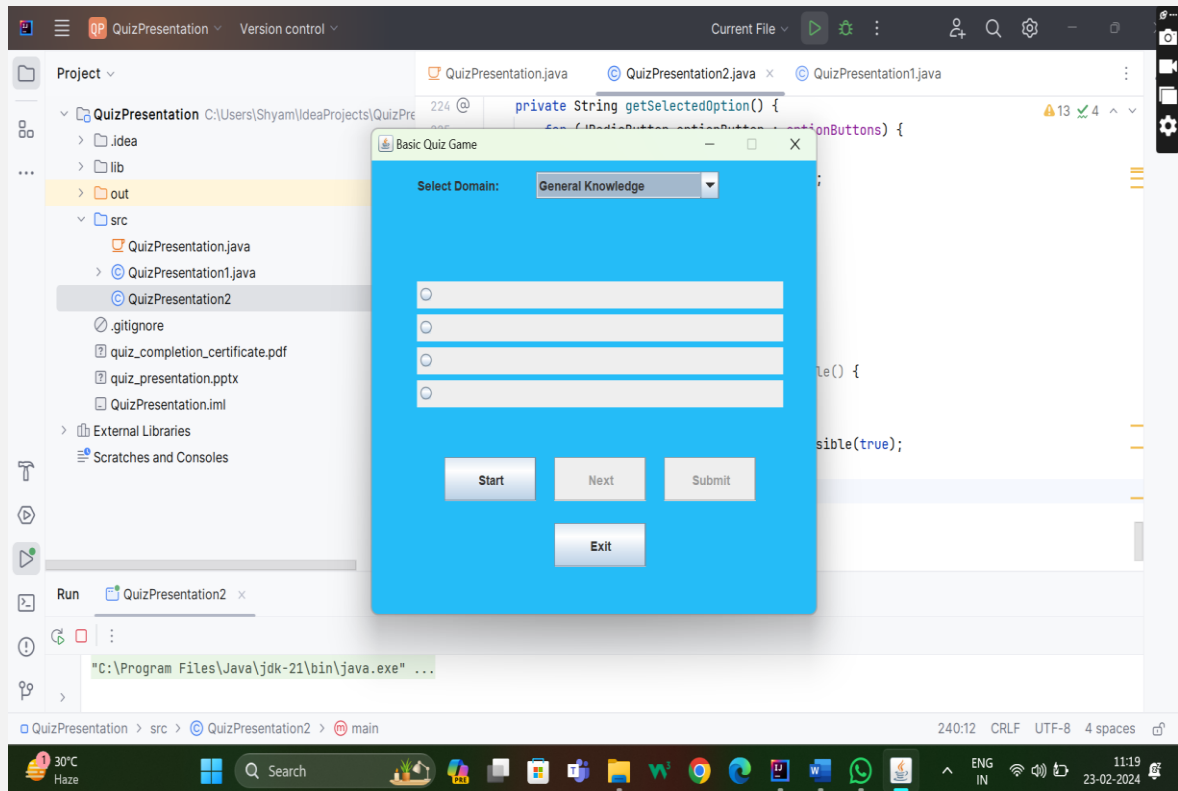 QP QuizPresentation Version control Current File
Project
QuizPresentation.java QuizPresentation2.java QuizPresentation1.java
QuizPresentation C:\Users\Shyam\IdeaProjects\QuizPre
.idea
lib
out
src
QuizPresentation.java
QuizPresentation1.java
QuizPresentation2
.gitignore
quiz_completion_certificate.pdf
quiz_presentation.pptx
QuizPresentation.iml
External Libraries
Scratches and Consoles
224 @ private String getSelectedOption() {
13 4
ionButtons) {
;
le() {
sible(true);
Basic Quiz Game
Select Domain: General Knowledge
Start Next Submit
Exit
Run QuizPresentation2
"C:\Program Files\Java\jdk-21\bin\java.exe" ...
QuizPresentation > src > QuizPresentation2 > main 240:12 CRLF UTF-8 4 spaces
1 30°C
Haze
Search
PRE
ENG
IN
11:19
23-02-2024